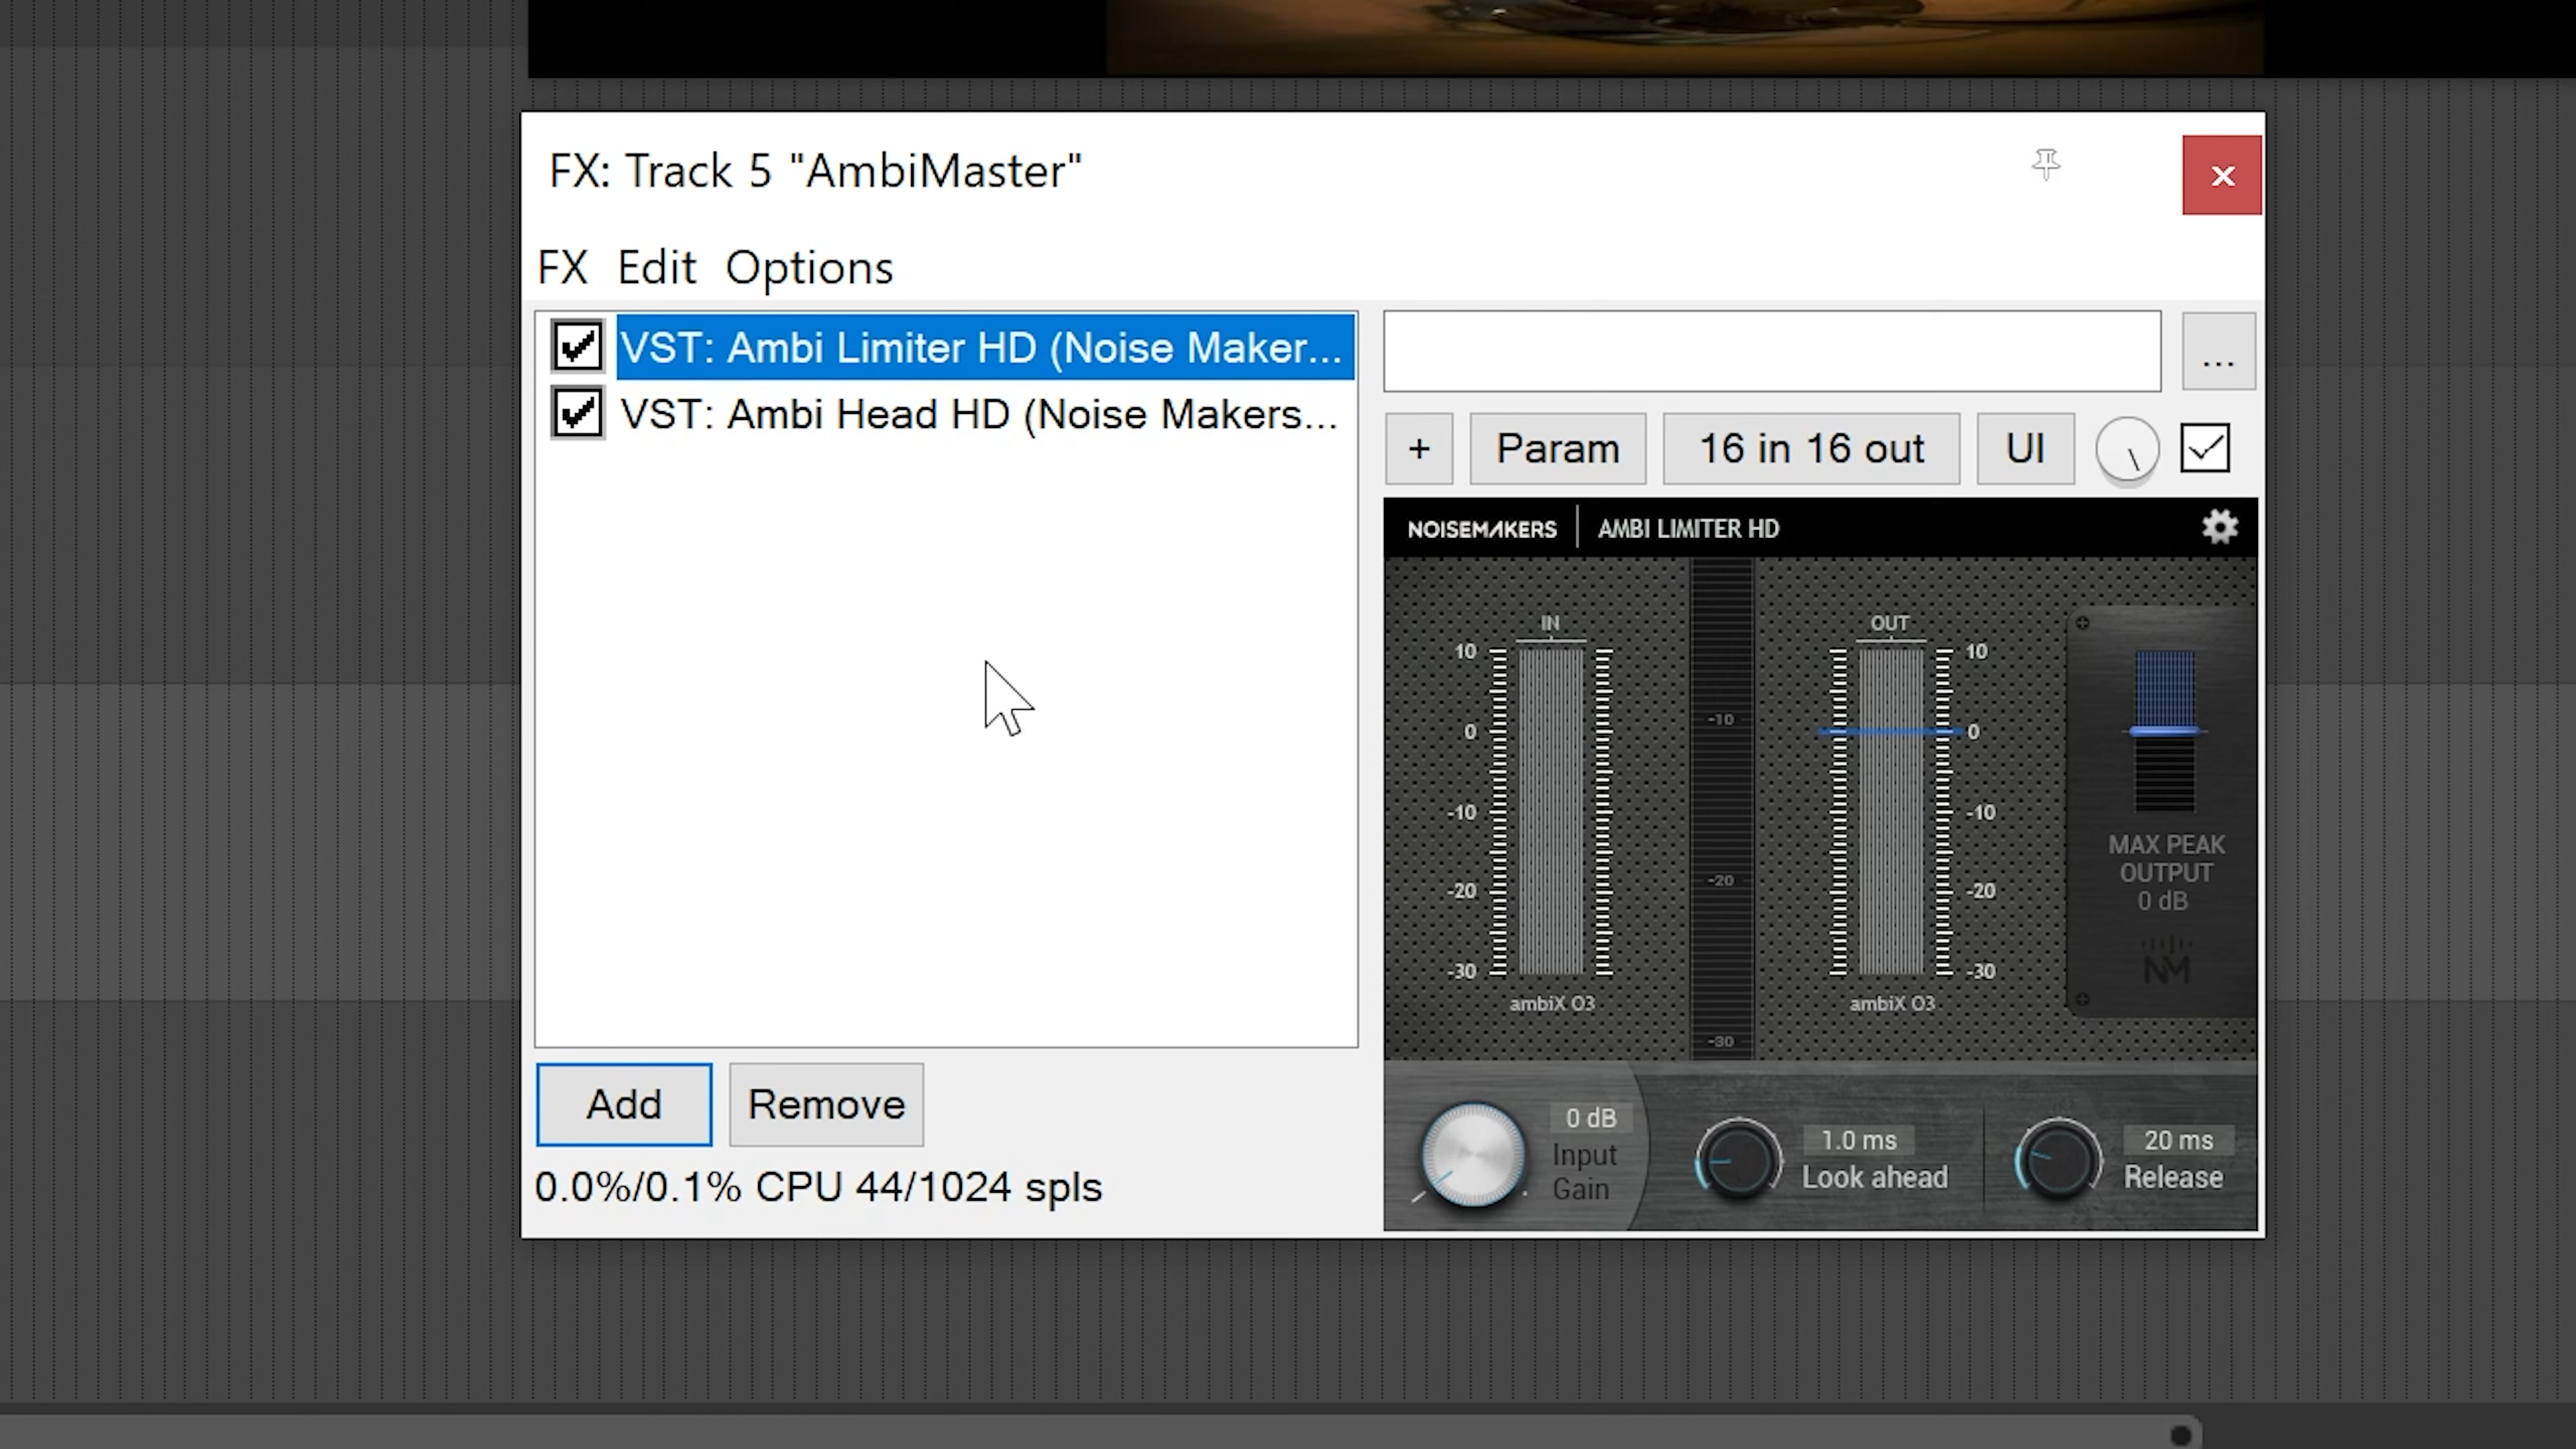 FX: Track 5 "AmbiMaster"
FX Edit Options
VST: Ambi Limiter HD (Noise Maker...
VST: Ambi Head HD (Noise Makers...
...
+ Param 16 in 16 out UI
NOISEMAKERS AMBI LIMITER HD
IN OUT
10 10
0 -10 0
-10 -10
-20 -20 -20
-30 -30
ambiX O3 ambiX O3
-30
MAX PEAK
OUTPUT
0 dB
NM
Add Remove
0.0%/0.1% CPU 44/1024 spls
0 dB
Input
Gain
1.0 ms
Look ahead
20 ms
Release